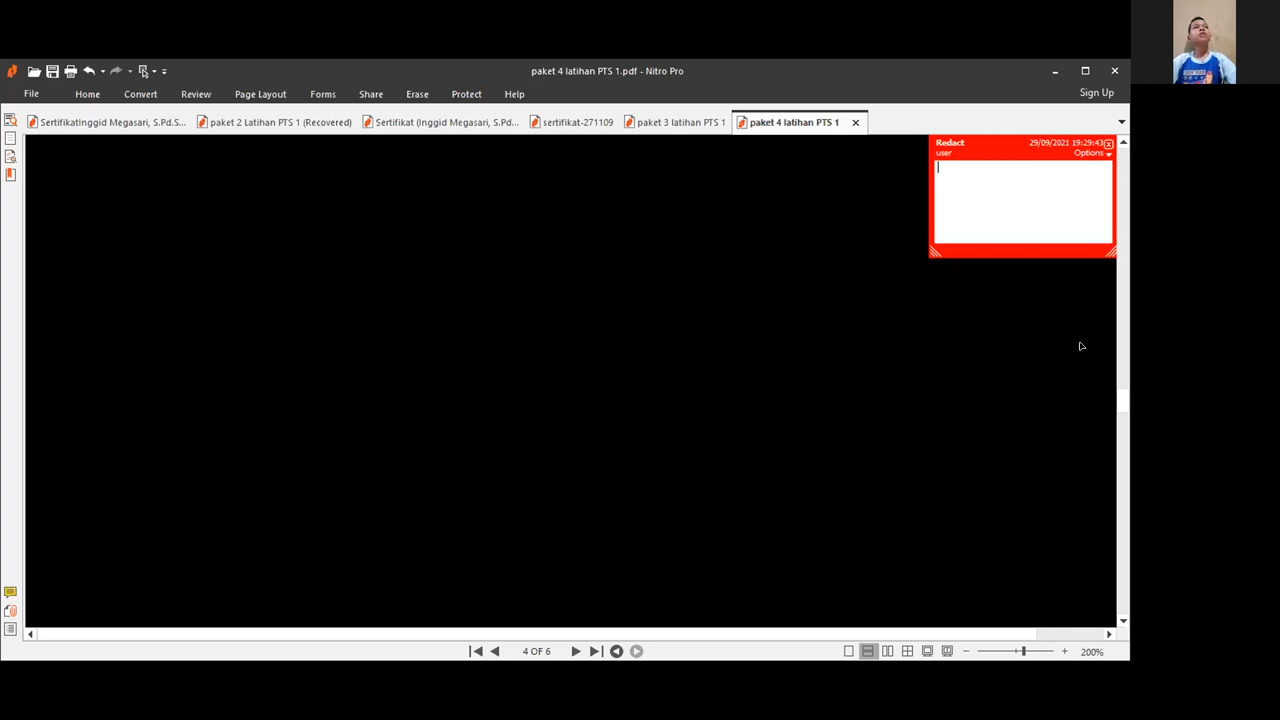 paket 4 latihan PTS 1.pdf - Nitro Pro
File Home Convert Review Page Layout Forms Share Erase Protect Help Sign Up
SertifikatInggid Megasari, S.Pd.S... paket 2 Latihan PTS 1 (Recovered) Sertifikat (Inggid Megasari, S.Pd... sertifikat-271109 paket 3 latihan PTS 1 paket 4 latihan PTS 1
Redact 29/09/2021 19:29:43
user Options
4 OF 6 200%